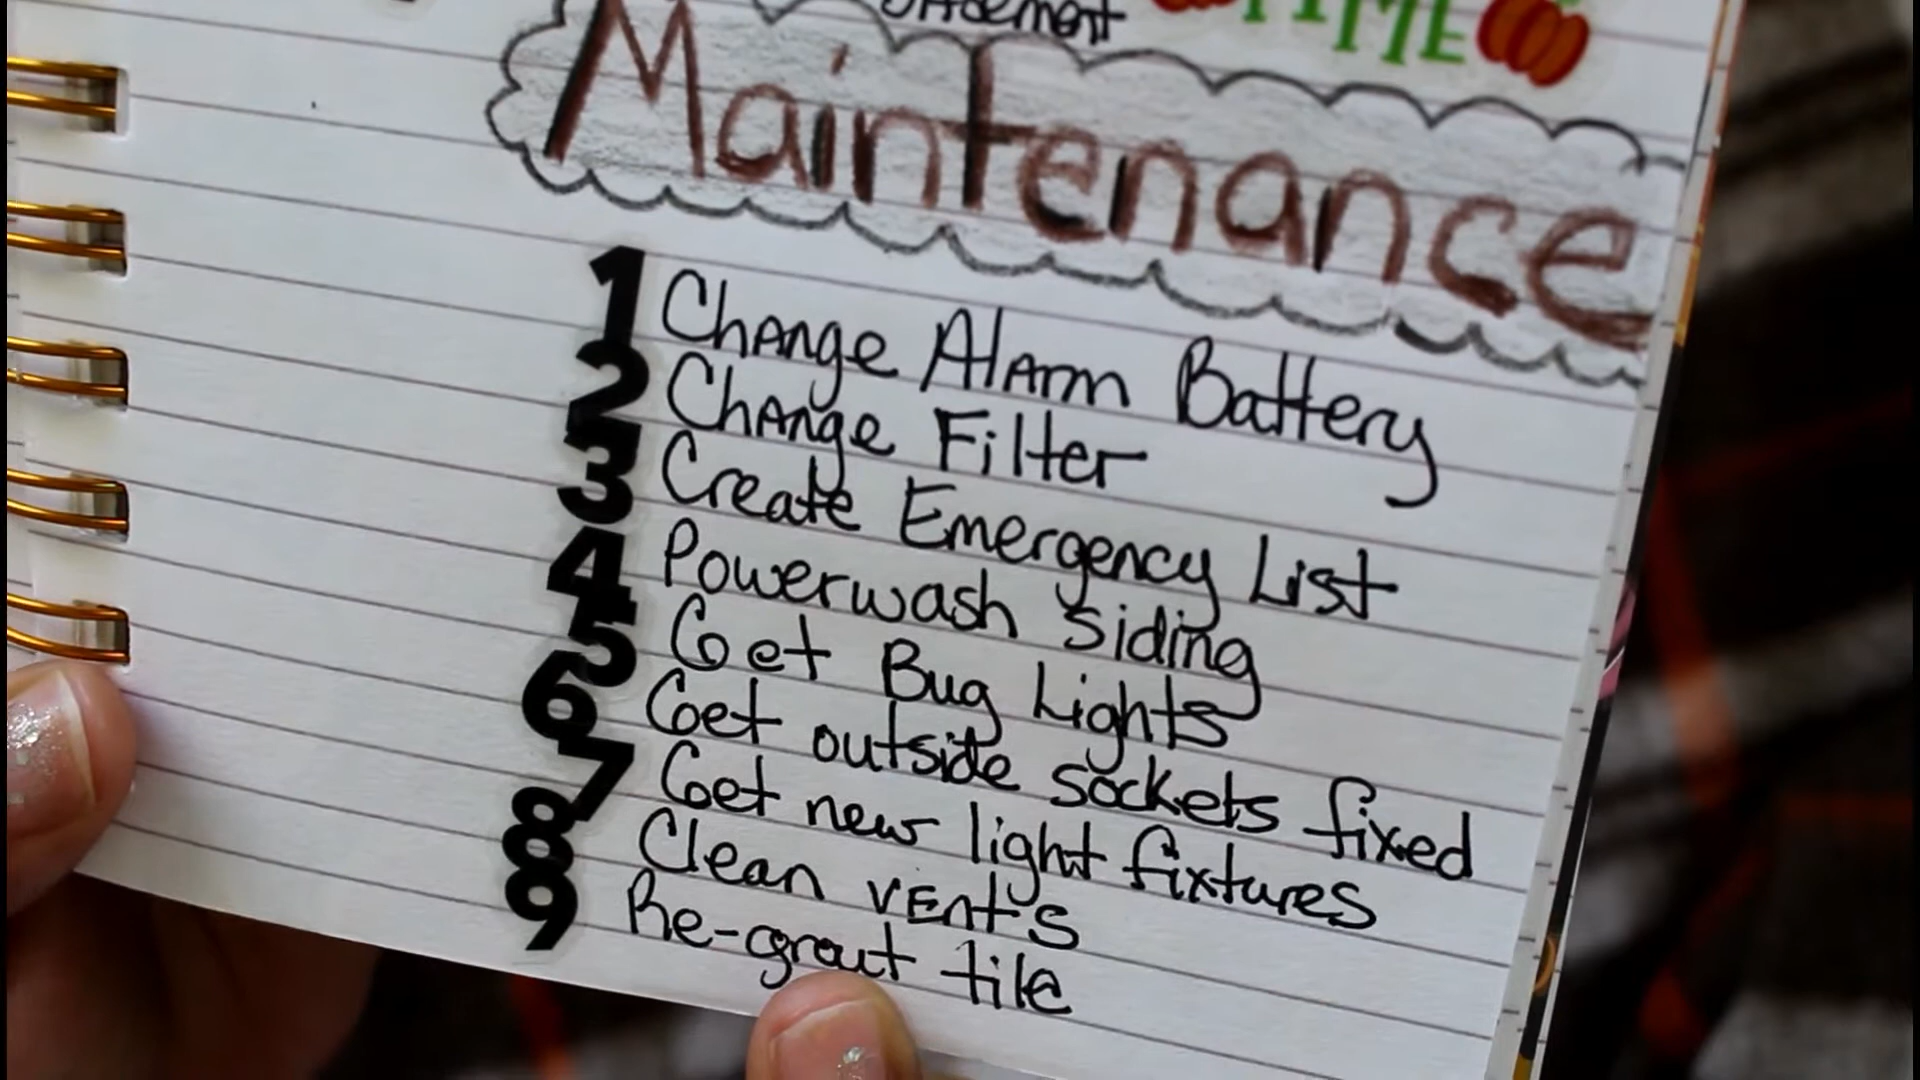 TIME
Maintenance
1 Change Alarm Battery
2 Change Filter
3 Create Emergency List
4 Powerwash Siding
5 Get Bug Lights
6 Get outside sockets fixed
7 Get new light fixtures
8 Clean vents
9 Re-grout tile